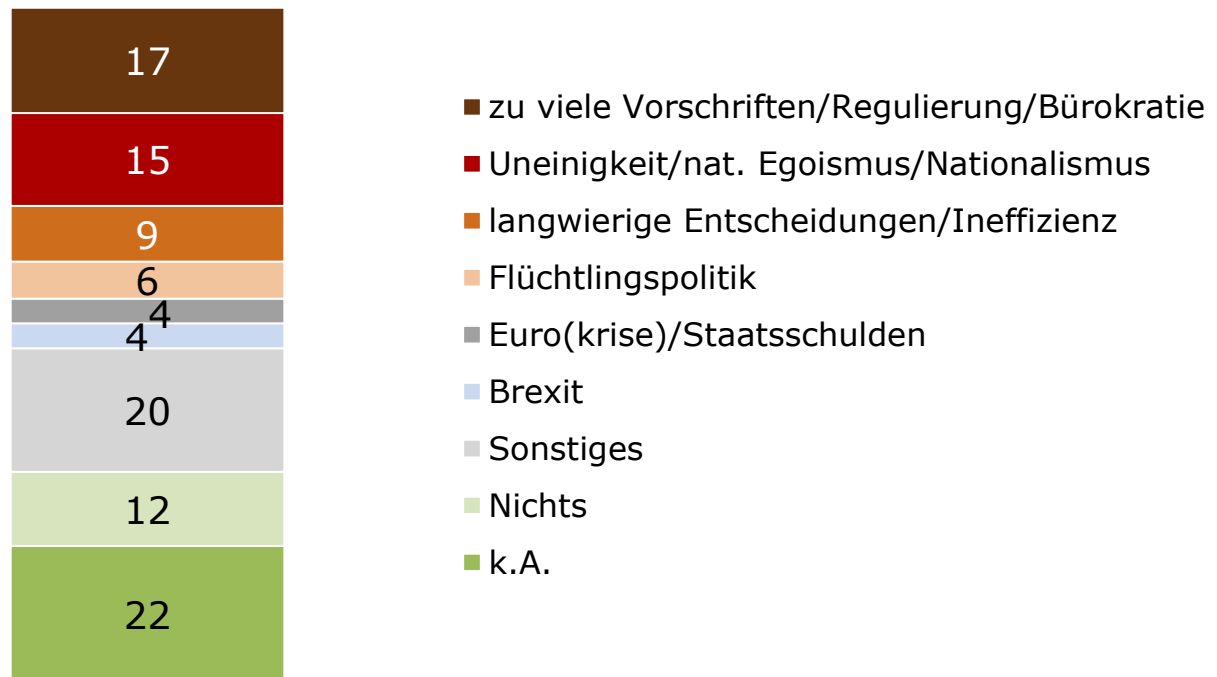 17
15
9
6
4
4
20
12
22
zu viele Vorschriften/Regulierung/Bürokratie
Uneinigkeit/nat. Egoismus/Nationalismus
langwierige Entscheidungen/Ineffizienz
Flüchtlingspolitik
Euro(krise)/Staatsschulden
Brexit
Sonstiges
Nichts
k.A.